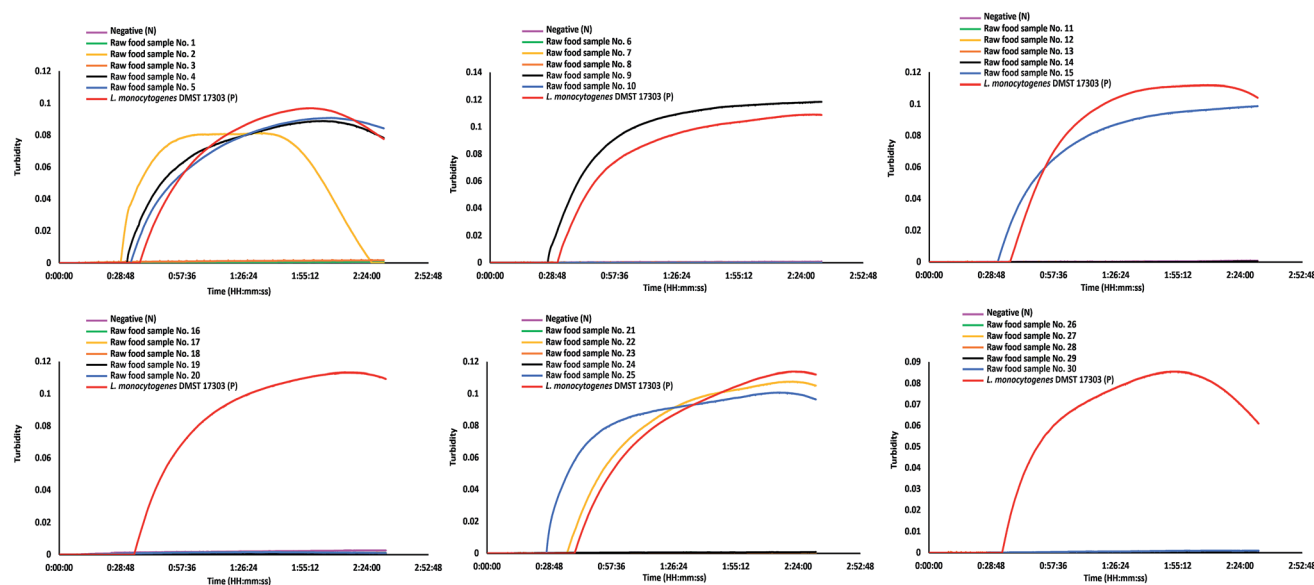 Negative (N)
Raw food sample No. 1
Raw food sample No. 2
Raw food sample No. 3
Raw food sample No. 4
Raw food sample No. 5
L. monocytogenes DMST 17303 (P)
0.12
0.1
0.08
0.06
0.04
0.02
0
Turbidity
0:00:00 0:28:48 0:57:36 1:26:24 1:55:12 2:24:00 2:52:48
Time (HH:mm:ss)
Negative (N)
Raw food sample No. 6
Raw food sample No. 7
Raw food sample No. 8
Raw food sample No. 9
Raw food sample No. 10
L. monocytogenes DMST 17303 (P)
0.14
0.12
0.1
0.08
0.06
0.04
0.02
0
Turbidity
0:00:00 0:28:48 0:57:36 1:26:24 1:55:12 2:24:00 2:52:48
Time (HH:mm:ss)
Negative (N)
Raw food sample No. 11
Raw food sample No. 12
Raw food sample No. 13
Raw food sample No. 14
Raw food sample No. 15
L. monocytogenes DMST 17303 (P)
0.12
0.1
0.08
0.06
0.04
0.02
0
Turbidity
0:00:00 0:28:48 0:57:36 1:26:24 1:55:12 2:24:00 2:52:48
Time (HH:mm:ss)
Negative (N)
Raw food sample No. 16
Raw food sample No. 17
Raw food sample No. 18
Raw food sample No. 19
Raw food sample No. 20
L. monocytogenes DMST 17303 (P)
0.12
0.1
0.08
0.06
0.04
0.02
0
Turbidity
0:00:00 0:28:48 0:57:36 1:26:24 1:55:12 2:24:00 2:52:48
Time (HH:mm:ss)
Negative (N)
Raw food sample No. 21
Raw food sample No. 22
Raw food sample No. 23
Raw food sample No. 24
Raw food sample No. 25
L. monocytogenes DMST 17303 (P)
0.12
0.1
0.08
0.06
0.04
0.02
0
Turbidity
0:00:00 0:28:48 0:57:36 1:26:24 1:55:12 2:24:00 2:52:48
Time (HH:mm:ss)
Negative (N)
Raw food sample No. 26
Raw food sample No. 27
Raw food sample No. 28
Raw food sample No. 29
Raw food sample No. 30
L. monocytogenes DMST 17303 (P)
0.09
0.08
0.07
0.06
0.05
0.04
0.03
0.02
0.01
0
Turbidity
0:00:00 0:28:48 0:57:36 1:26:24 1:55:12 2:24:00 2:52:48
Time (HH:mm:ss)